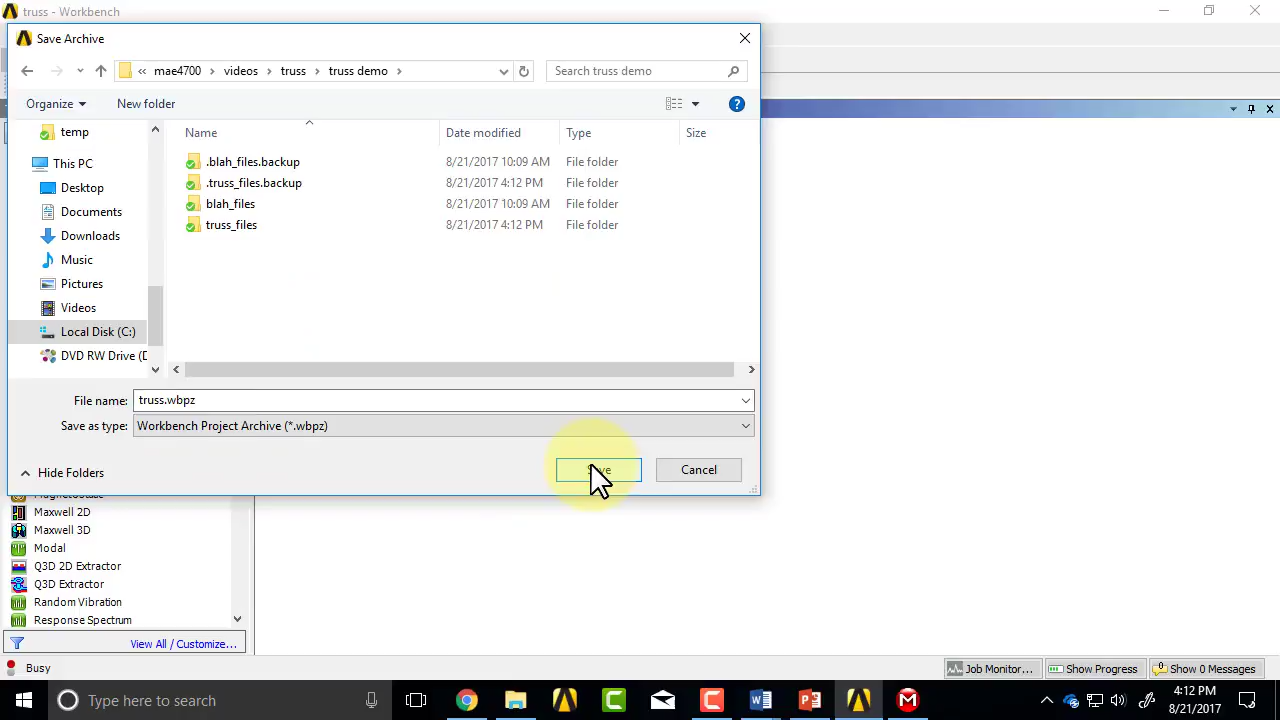 truss - Workbench
Save Archive
« mae4700 > videos > truss > truss demo >
Search truss demo
Organize
New folder
Name
Date modified
Type
Size
temp
This PC
Desktop
Documents
Downloads
Music
Pictures
Videos
Local Disk (C:)
DVD RW Drive (D
.blah_files.backup 8/21/2017 10:09 AM File folder
.truss_files.backup 8/21/2017 4:12 PM File folder
blah_files 8/21/2017 10:09 AM File folder
truss_files 8/21/2017 4:12 PM File folder
File name: truss.wbpz
Save as type: Workbench Project Archive (*.wbpz)
Hide Folders
Save
Cancel
Maxwell 2D
Maxwell 3D
Modal
Q3D 2D Extractor
Q3D Extractor
Random Vibration
Response Spectrum
View All / Customize...
Busy
Job Monitor...
Show Progress
Show 0 Messages
Type here to search
4:12 PM
8/21/2017